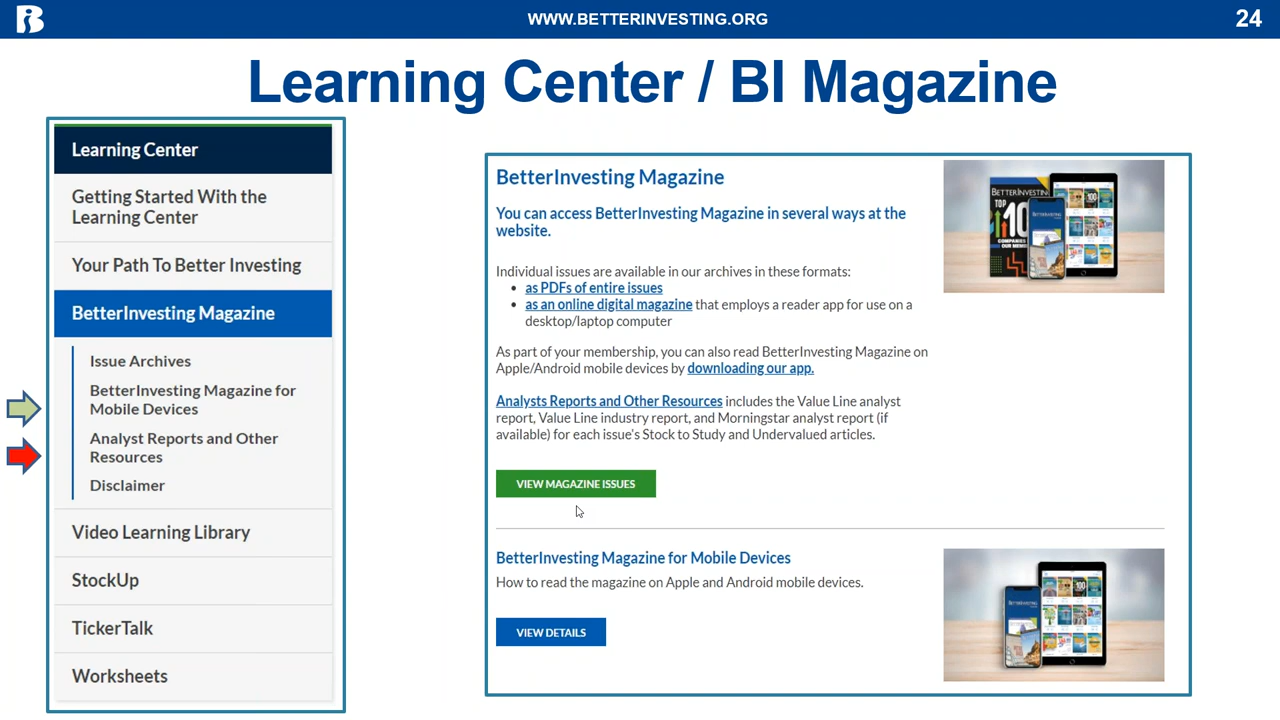 WWW.BETTERINVESTING.ORG
24
Learning Center / BI Magazine
Learning Center
Getting Started With the
Learning Center
Your Path To Better Investing
BetterInvesting Magazine
Issue Archives
BetterInvesting Magazine for
Mobile Devices
Analyst Reports and Other
Resources
Disclaimer
Video Learning Library
StockUp
TickerTalk
Worksheets
BetterInvesting Magazine
You can access BetterInvesting Magazine in several ways at the
website.
Individual issues are available in our archives in these formats:
• as PDFs of entire issues
• as an online digital magazine that employs a reader app for use on a
desktop/laptop computer
As part of your membership, you can also read BetterInvesting Magazine on
Apple/Android mobile devices by downloading our app.
Analysts Reports and Other Resources includes the Value Line analyst
report, Value Line industry report, and Morningstar analyst report (if
available) for each issue's Stock to Study and Undervalued articles.
VIEW MAGAZINE ISSUES
BETTERINVESTING
TOP
BetterInvesting Magazine for Mobile Devices
How to read the magazine on Apple and Android mobile devices.
VIEW DETAILS